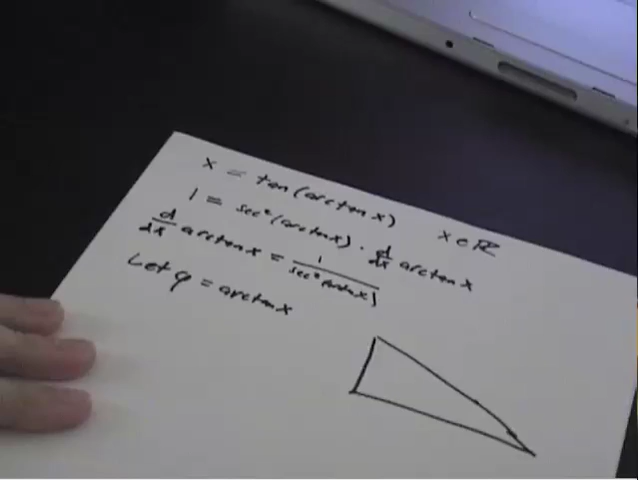 x = tan(arctan x) x ∈ ℝ
1 = sec²(arctan x) · d/dx arctan x
d/dx arctan x = 1/sec²(arctan x)
Let φ = arctan x